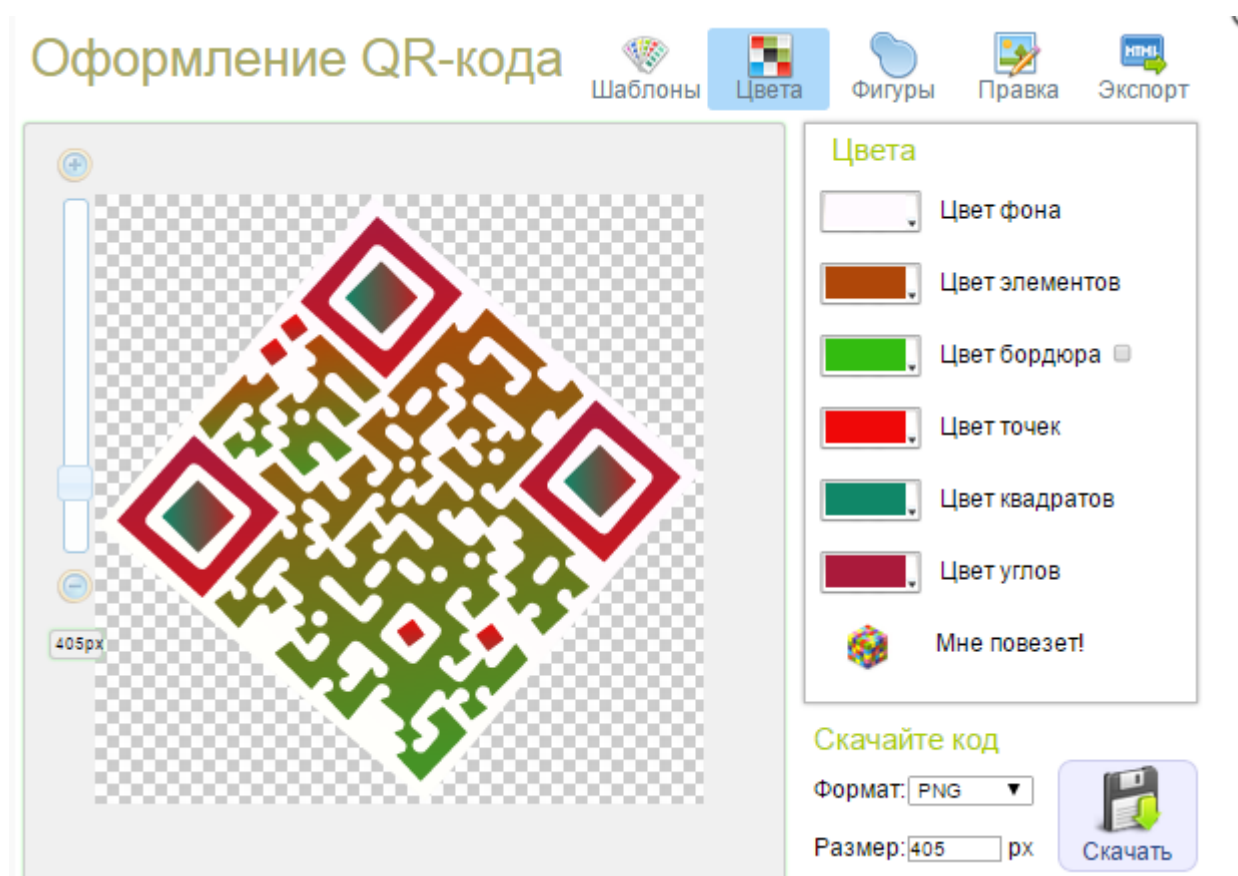 Оформление QR-кода
Шаблоны
Цвета
Фигуры
Правка
HTML
Экспорт
Цвета
Цвет фона
Цвет элементов
Цвет бордюра
Цвет точек
Цвет квадратов
Цвет углов
405px
Мне повезет!
Скачайте код
Формат: PNG
Размер: 405 px
Скачать